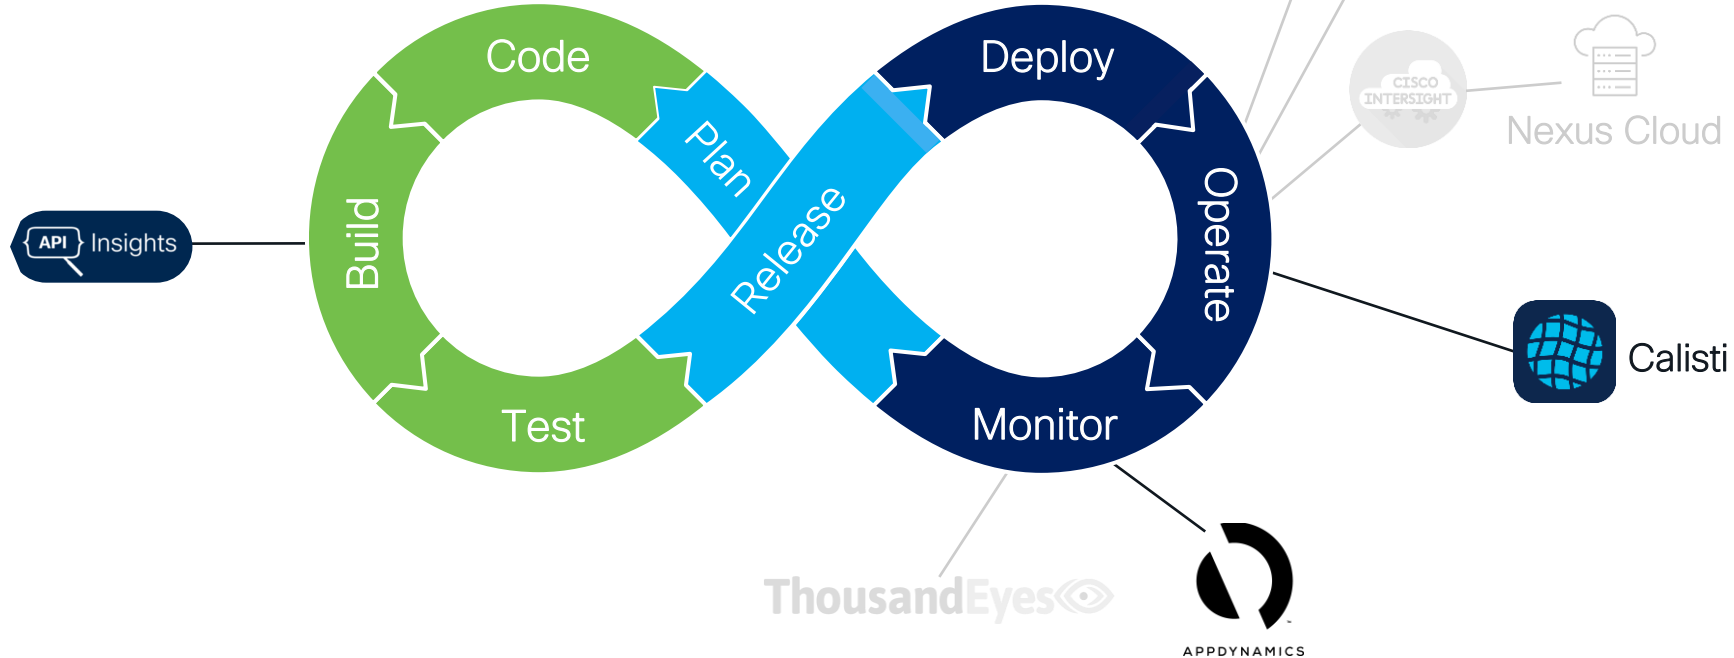 Code
Deploy
CISCO
INTERSIGHT
Nexus Cloud
Plan
Build
API Insights
Release
Operate
Calisti
Test
Monitor
ThousandEyes
APPDYNAMICS